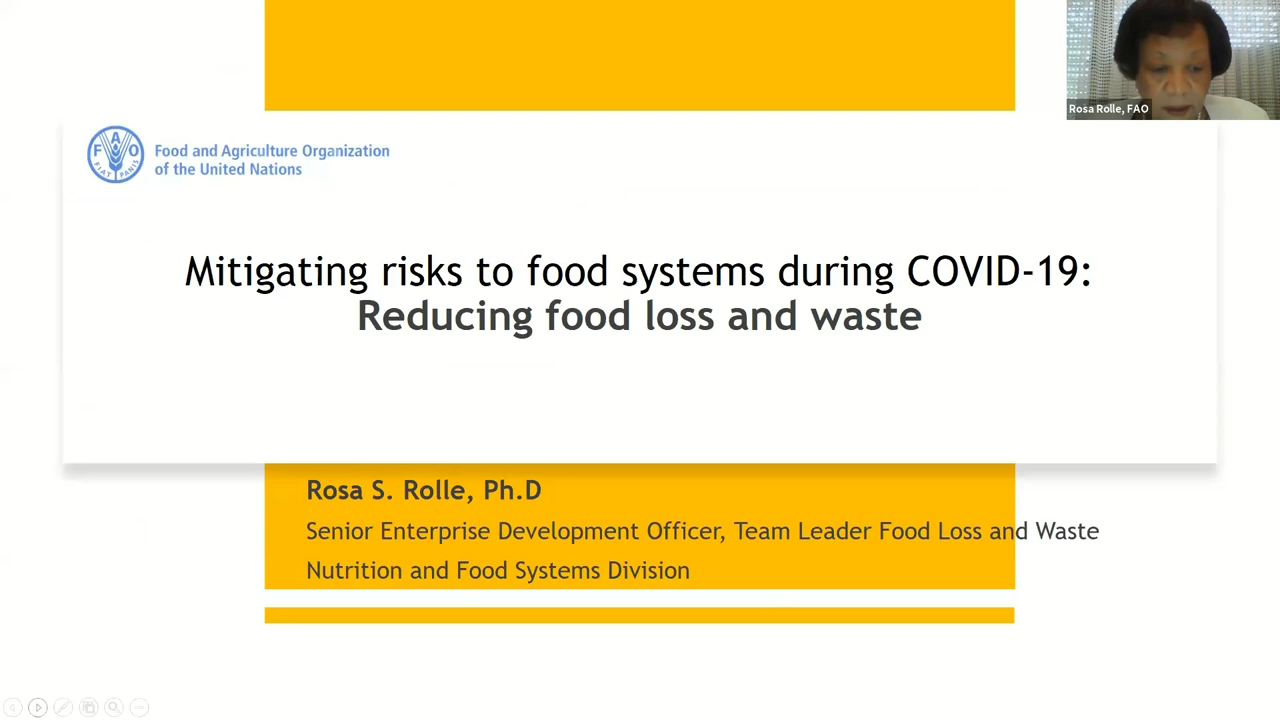 Rosa Rolle, FAO
F A O
FIAT PANIS
Food and Agriculture Organization
of the United Nations
Mitigating risks to food systems during COVID-19:
Reducing food loss and waste
Rosa S. Rolle, Ph.D
Senior Enterprise Development Officer, Team Leader Food Loss and Waste
Nutrition and Food Systems Division